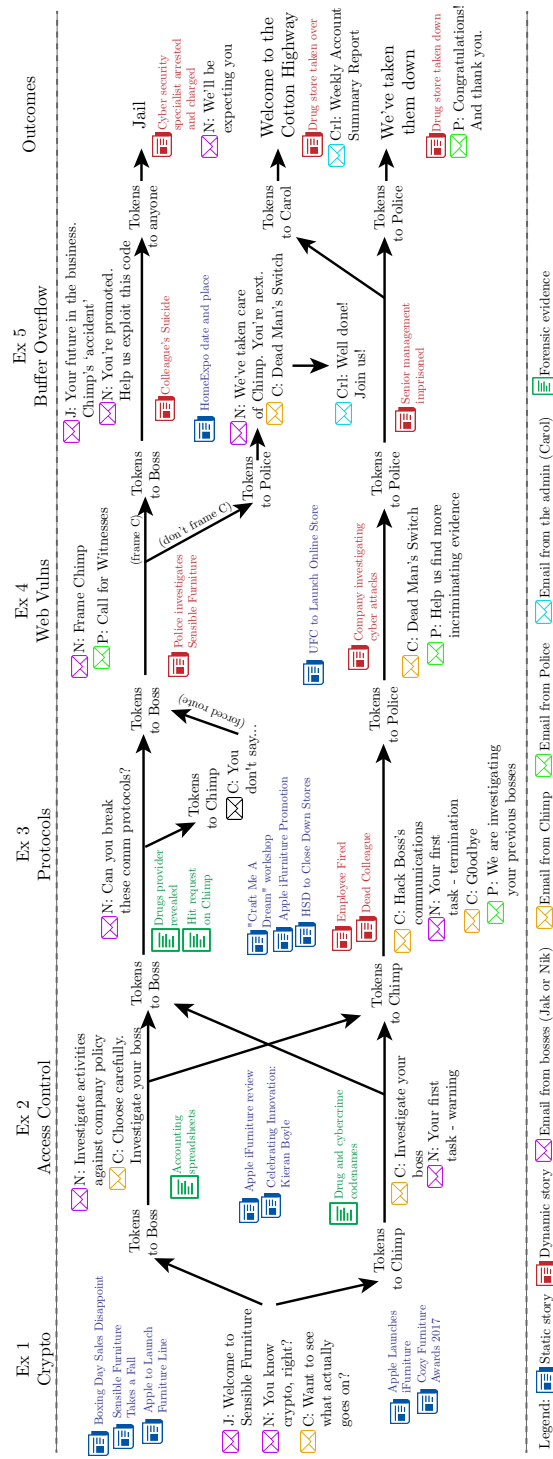 Ex 1
Crypto
Ex 2
Access Control
Ex 3
Protocols
Ex 4
Web Vulns
Ex 5
Buffer Overflow
Outcomes
Boxing Day Sales Disappoint
Sensible Furniture
Takes a Fall
Apple to Launch
Furniture Line
J: Welcome to
Sensible Furniture
N: You know
crypto, right?
C: Want to see
what actually
goes on?
Apple Launches
iFurniture
Cozy Furniture
Awards 2017
Tokens
to Boss
Tokens
to Chimp
N: Investigate activities
against company policy
C: Choose carefully.
Investigate your boss
Accounting
spreadsheets
Apple iFurniture review
Celebrating Innovation:
Kieran Boyle
Drug and cybercrime
codenames
C: Investigate your
boss
N: Your first
task - warning
Tokens
to Boss
Tokens
to Chimp
N: Can you break
these comm protocols?
Drugs provider
revealed
Hit request
on Chimp
Tokens
to Chimp
C: You
don't say...
(forced route)
"Craft Me A
Dream" workshop
Apple iFurniture Promotion
HSD to Close Down Stores
Employee Fired
Dead Colleague
C: Hack Boss's
communications
N: Your first
task - termination
C: G0odbye
P: We are investigating
your previous bosses
Tokens
to Boss
Tokens
to Police
N: Frame Chimp
P: Call for Witnesses
(frame C)
(don't frame C)
Police investigates
Sensible Furniture
UFC to Launch Online Store
Company investigating
cyber attacks
C: Dead Man's Switch
P: Help us find more
incriminating evidence
Tokens
to Boss
Tokens
to Police
Tokens
to Police
J: Your future in the business.
Chimp's 'accident'
N: You're promoted.
Help us exploit this code
Colleague's Suicide
HomeExpo date and place
N: We've taken care
of Chimp. You're next.
C: Dead Man's Switch
Crl: Well done!
Join us!
Senior management
imprisoned
Tokens
to anyone
Tokens
to Carol
Tokens
to Police
Jail
Cyber security
specialist arrested
and charged
N: We'll be
expecting you
Welcome to the
Cotton Highway
Drug store taken over
Crl: Weekly Account
Summary Report
We've taken
them down
Drug store taken down
P: Congratulations!
And thank you.
Legend: Static story Dynamic story Email from bosses (Jak or Nik) Email from Chimp Email from Police Email from the admin (Carol) Forensic evidence